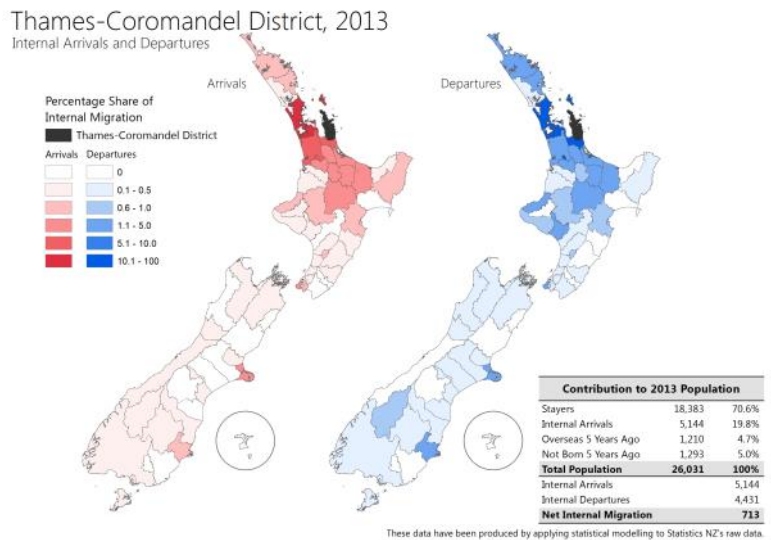 Thames-Coromandel District, 2013
Internal Arrivals and Departures
Arrivals
Departures
Percentage Share of
Internal Migration
Thames-Coromandel District
Arrivals Departures
0
0.1 - 0.5
0.6 - 1.0
1.1 - 5.0
5.1 - 10.0
10.1 - 100
Contribution to 2013 Population
Stayers 18,383 70.6%
Internal Arrivals 5,144 19.8%
Overseas 5 Years Ago 1,210 4.7%
Not Born 5 Years Ago 1,293 5.0%
Total Population 26,031 100%
Internal Arrivals 5,144
Internal Departures 4,431
Net Internal Migration 713
These data have been produced by applying statistical modelling to Statistics NZ's raw data.